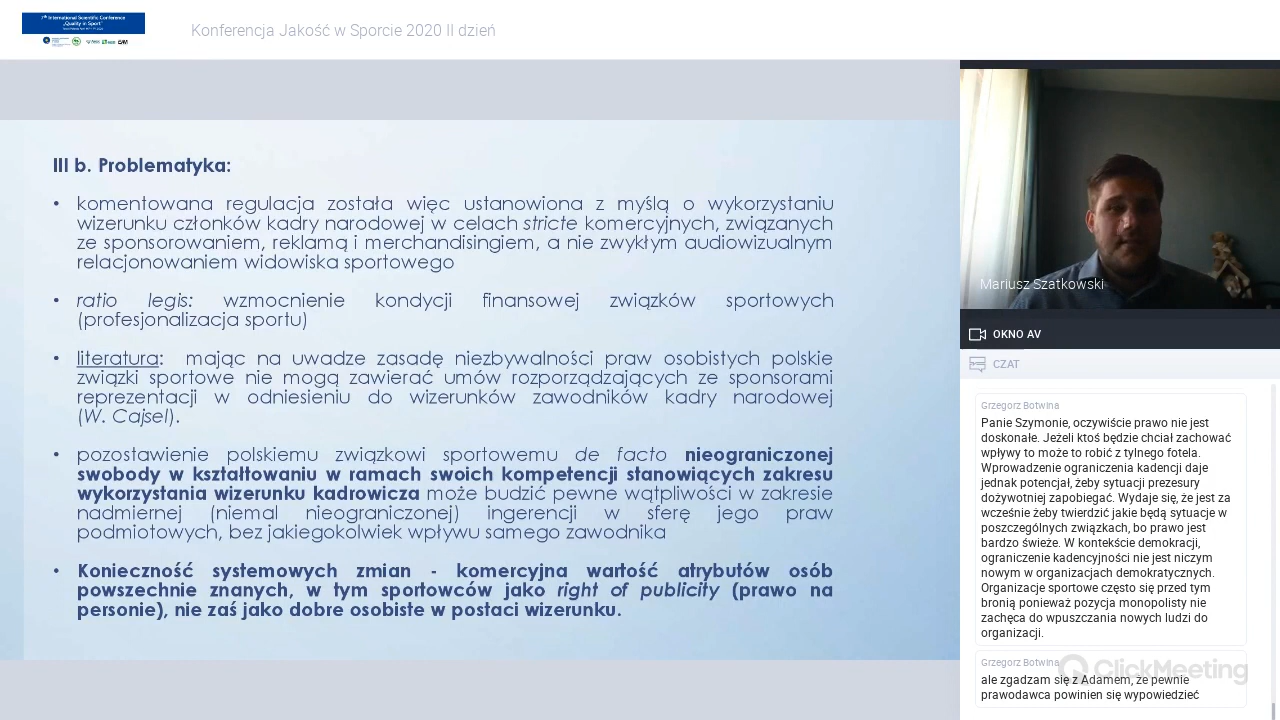 7th International Scientific Conference
„Quality in Sport”
Konferencja Jakość w Sporcie 2020 II dzień
III b. Problematyka:
• komentowana regulacja została więc ustanowiona z myślą o wykorzystaniu
wizerunku członków kadry narodowej w celach stricte komercyjnych, związanych
ze sponsorowaniem, reklamą i merchandisingiem, a nie zwykłym audiowizualnym
relacjonowaniem widowiska sportowego
• ratio legis: wzmocnienie kondycji finansowej związków sportowych
(profesjonalizacja sportu)
• literatura: mając na uwadze zasadę niezbywalności praw osobistych polskie
związki sportowe nie mogą zawierać umów rozporządzających ze sponsorami
reprezentacji w odniesieniu do wizerunków zawodników kadry narodowej
(W. Cajsel).
• pozostawienie polskiemu związkowi sportowemu de facto nieograniczonej
swobody w kształtowaniu w ramach swoich kompetencji stanowiących zakresu
wykorzystania wizerunku kadrowicza może budzić pewne wątpliwości w zakresie
nadmiernej (niemal nieograniczonej) ingerencji w sferę jego praw
podmiotowych, bez jakiegokolwiek wpływu samego zawodnika
• Konieczność systemowych zmian - komercyjna wartość atrybutów osób
powszechnie znanych, w tym sportowców jako right of publicity (prawo na
personie), nie zaś jako dobre osobiste w postaci wizerunku.
Mariusz Szatkowski
OKNO AV
CZAT
Grzegorz Botwina
Panie Szymonie, oczywiście prawo nie jest
doskonałe. Jeżeli ktoś będzie chciał zachować
wpływy to może to robić z tylnego fotela.
Wprowadzenie ograniczenia kadencji daje
jednak potencjał, żeby sytuacji prezesury
dożywotniej zapobiegać. Wydaje się, że jest za
wcześnie żeby twierdzić jakie będą sytuacje w
poszczególnych związkach, bo prawo jest
bardzo świeże. W kontekście demokracji,
ograniczenie kadencyjności nie jest niczym
nowym w organizacjach demokratycznych.
Organizacje sportowe często się przed tym
bronią ponieważ pozycja monopolisty nie
zachęca do wpuszczania nowych ludzi do
organizacji.
Grzegorz Botwina
ClickMeeting
ale zgadzam się z Adamem, że pewnie
prawodawca powinien się wypowiedzieć